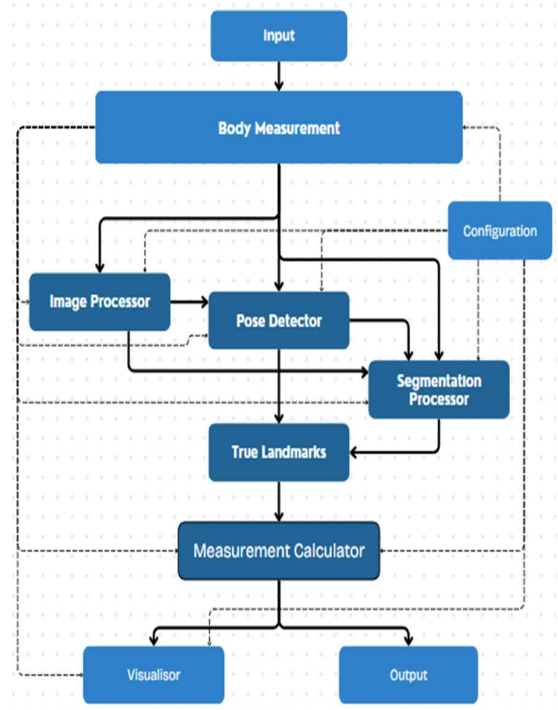 Input
Body Measurement
Configuration
Image Processor
Pose Detector
Segmentation
Processor
True Landmarks
Measurement Calculator
Visualisor
Output